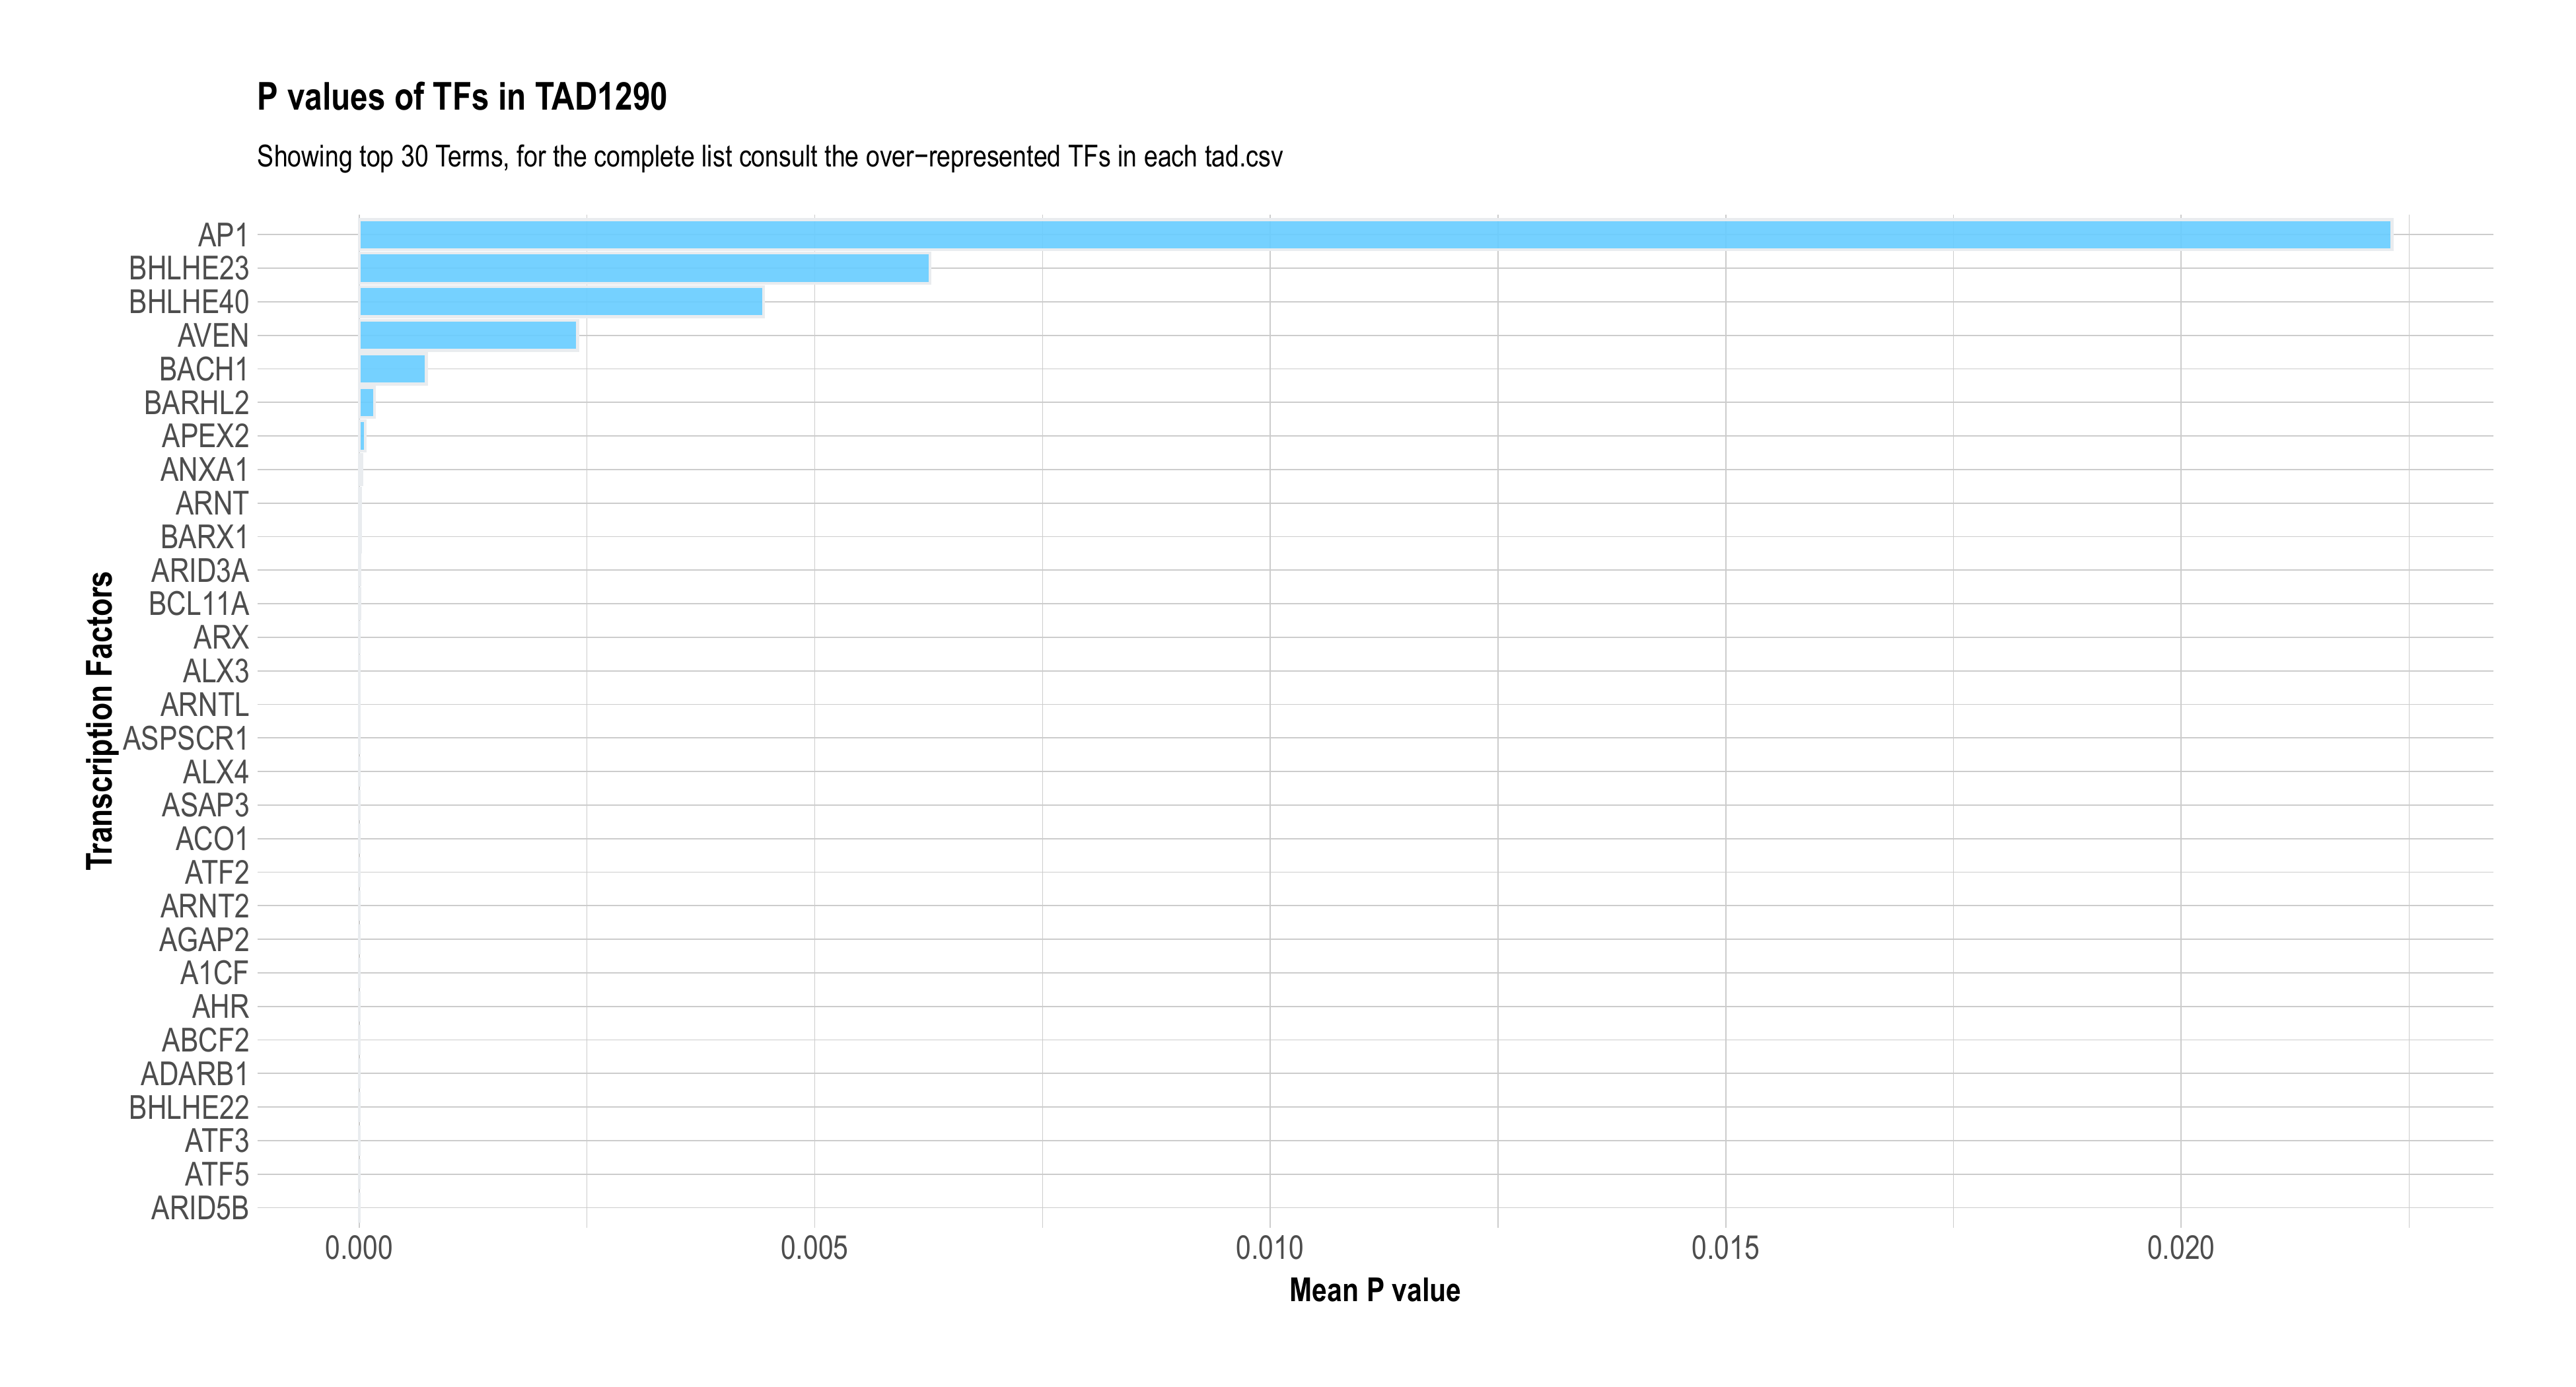 P values of TFs in TAD1290
Showing top 30 Terms, for the complete list consult the over−represented TFs in each tad.csv
Transcription Factors
AP1
BHLHE23
BHLHE40
AVEN
BACH1
BARHL2
APEX2
ANXA1
ARNT
BARX1
ARID3A
BCL11A
ARX
ALX3
ARNTL
ASPSCR1
ALX4
ASAP3
ACO1
ATF2
ARNT2
AGAP2
A1CF
AHR
ABCF2
ADARB1
BHLHE22
ATF3
ATF5
ARID5B
0.000 0.005 0.010 0.015 0.020
Mean P value